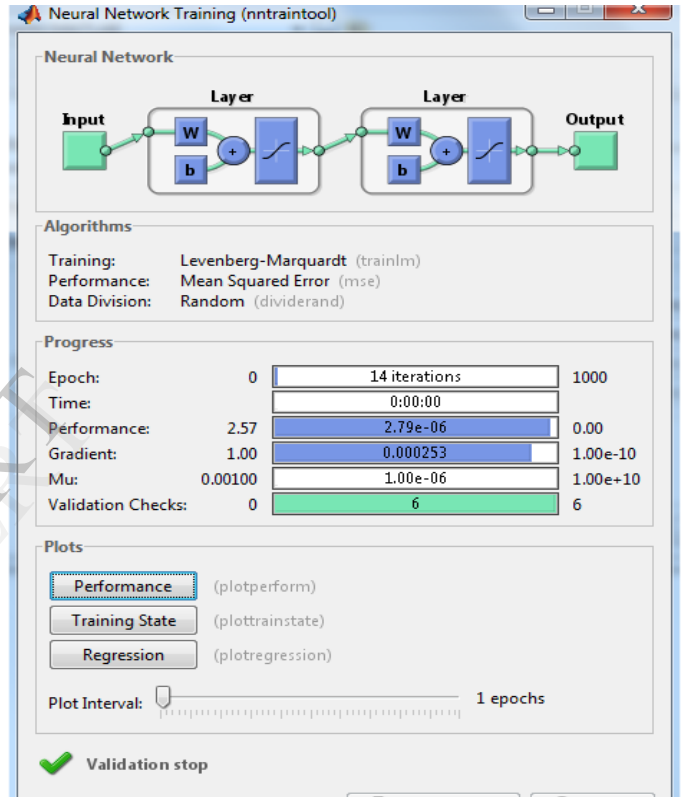 Neural Network Training (nntraintool)
Neural Network
Layer Layer
Input Output
W W
+ +
b b
Algorithms
Training: Levenberg-Marquardt (trainlm)
Performance: Mean Squared Error (mse)
Data Division: Random (dividerand)
Progress
Epoch: 0 14 iterations 1000
Time: 0:00:00
Performance: 2.57 2.79e-06 0.00
Gradient: 1.00 0.000253 1.00e-10
Mu: 0.00100 1.00e-06 1.00e+10
Validation Checks: 0 6 6
Plots
Performance (plotperform)
Training State (plottrainstate)
Regression (plotregression)
Plot Interval: 1 epochs
Validation stop